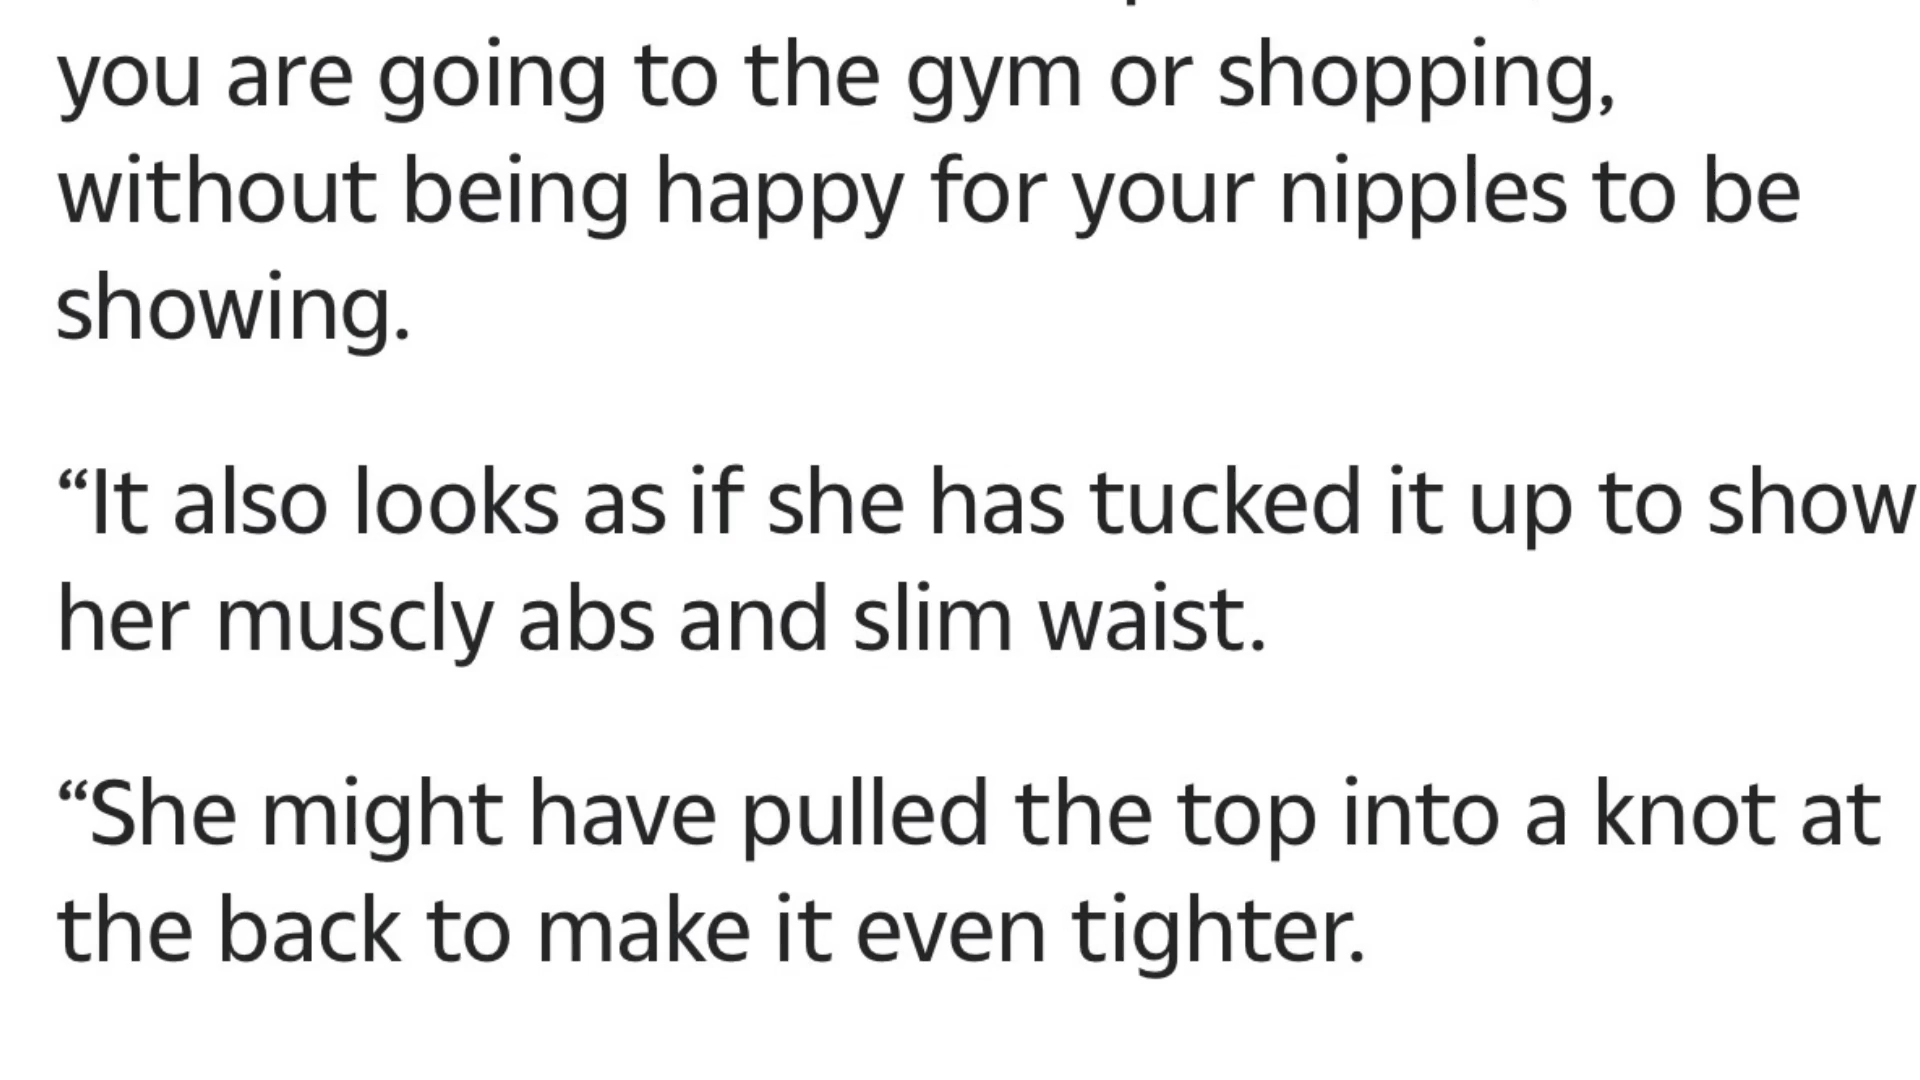 you are going to the gym or shopping,
without being happy for your nipples to be
showing.
“It also looks as if she has tucked it up to show
her muscly abs and slim waist.
“She might have pulled the top into a knot at
the back to make it even tighter.